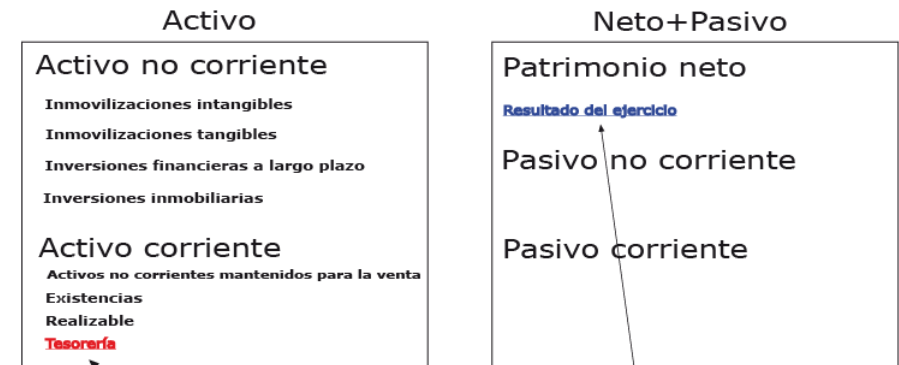 Activo
Activo no corriente
Inmovilizaciones intangibles
Inmovilizaciones tangibles
Inversiones financieras a largo plazo
Inversiones inmobiliarias
Activo corriente
Activos no corrientes mantenidos para la venta
Existencias
Realizable
Tesorería
Neto+Pasivo
Patrimonio neto
Resultado del ejercicio
Pasivo no corriente
Pasivo corriente